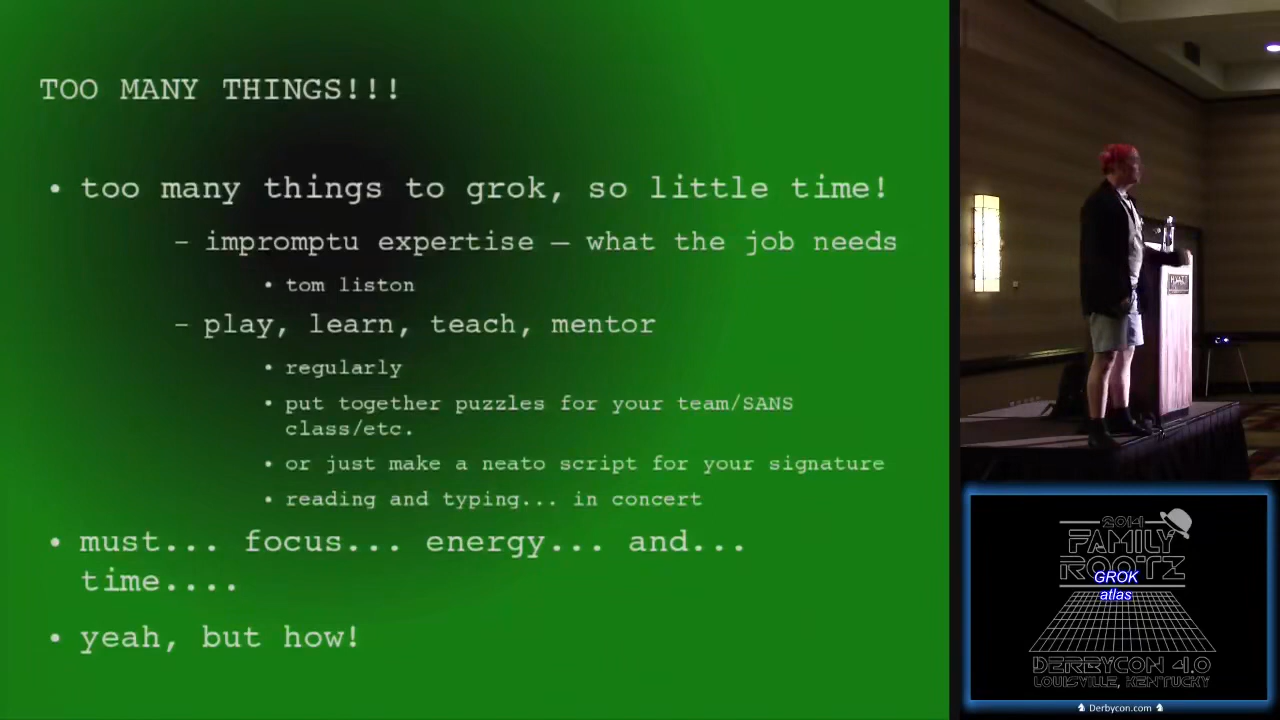 TOO MANY THINGS!!!
• too many things to grok, so little time!
– impromptu expertise – what the job needs
• tom liston
– play, learn, teach, mentor
• regularly
• put together puzzles for your team/SANS
class/etc.
• or just make a neato script for your signature
• reading and typing... in concert
• must... focus... energy... and...
time....
• yeah, but how!
HYATT
2014
FAMILY
ROOTZ
GROK
atlas
DERBYCON 4.0
LOUISVILLE, KENTUCKY
Derbycon.com